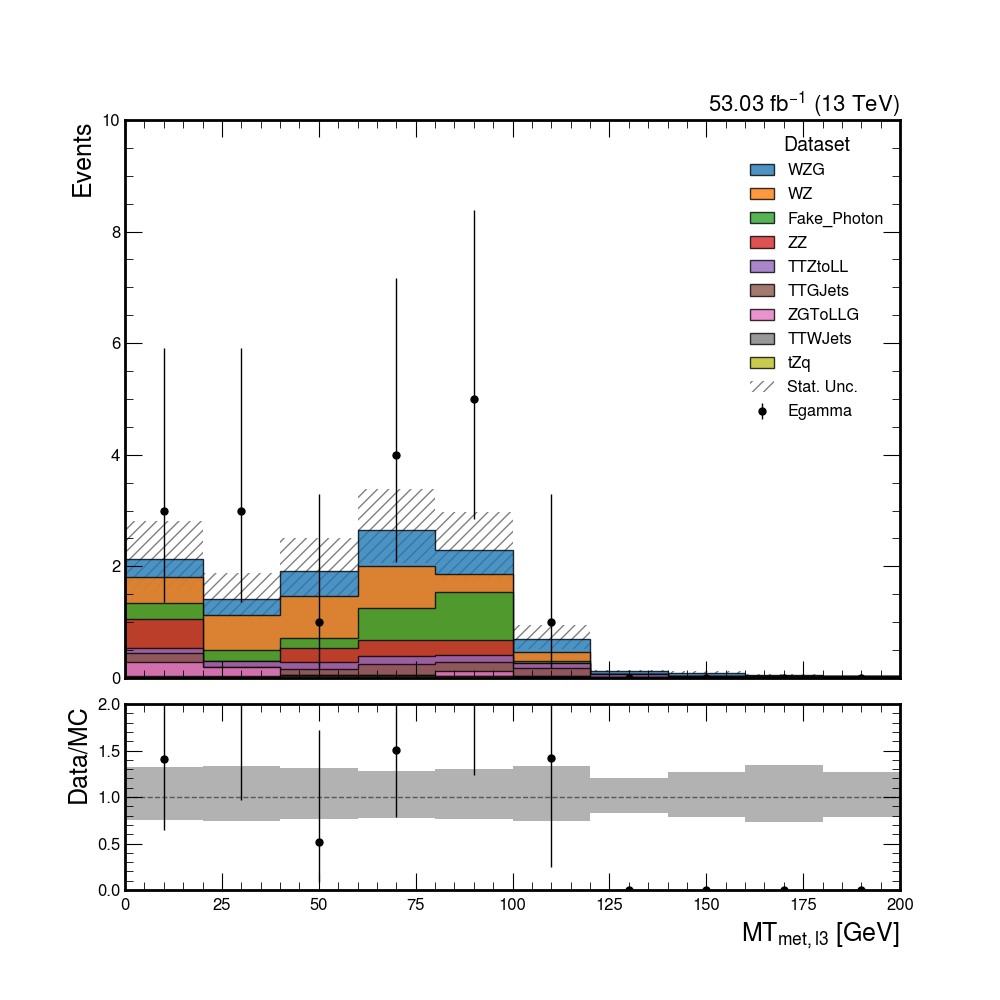 53.03 fb⁻¹ (13 TeV)
Events
10
8
6
4
2
0
Dataset
WZG
WZ
Fake_Photon
ZZ
TTZtoLL
TTGJets
ZGToLLG
TTWJets
tZq
Stat. Unc.
Egamma
Data/MC
2.0
1.5
1.0
0.5
0.0
0 25 50 75 100 125 150 175 200
MT_met, l3 [GeV]